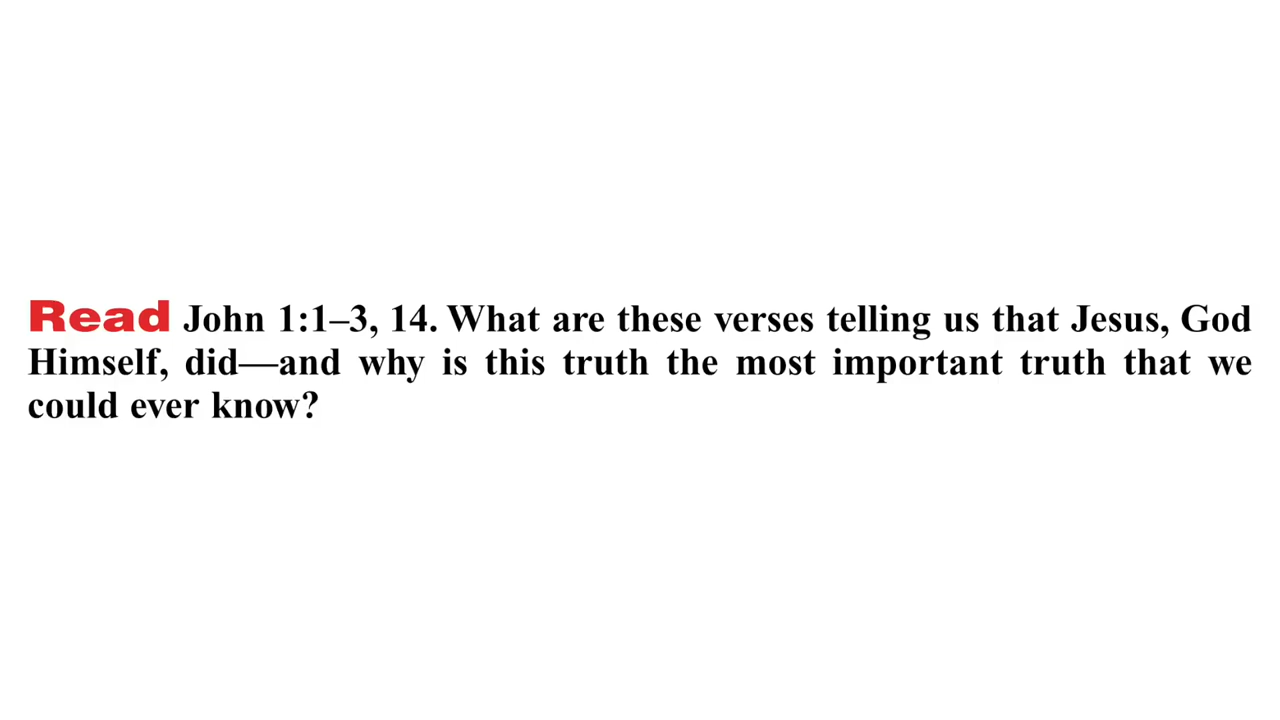 Read John 1:1–3, 14. What are these verses telling us that Jesus, God
Himself, did—and why is this truth the most important truth that we
could ever know?